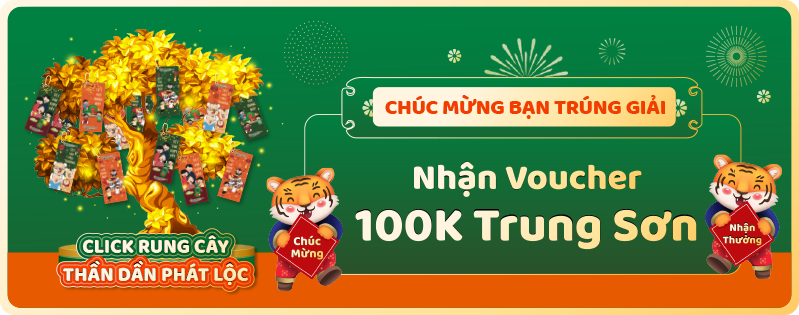 CHÚC MỪNG BẠN TRÚNG GIẢI
Nhận Voucher
100K Trung Sơn
Chúc
Mừng
Nhận
Thưởng
CLICK RUNG CÂY
THẦN DẦN PHÁT LỘC